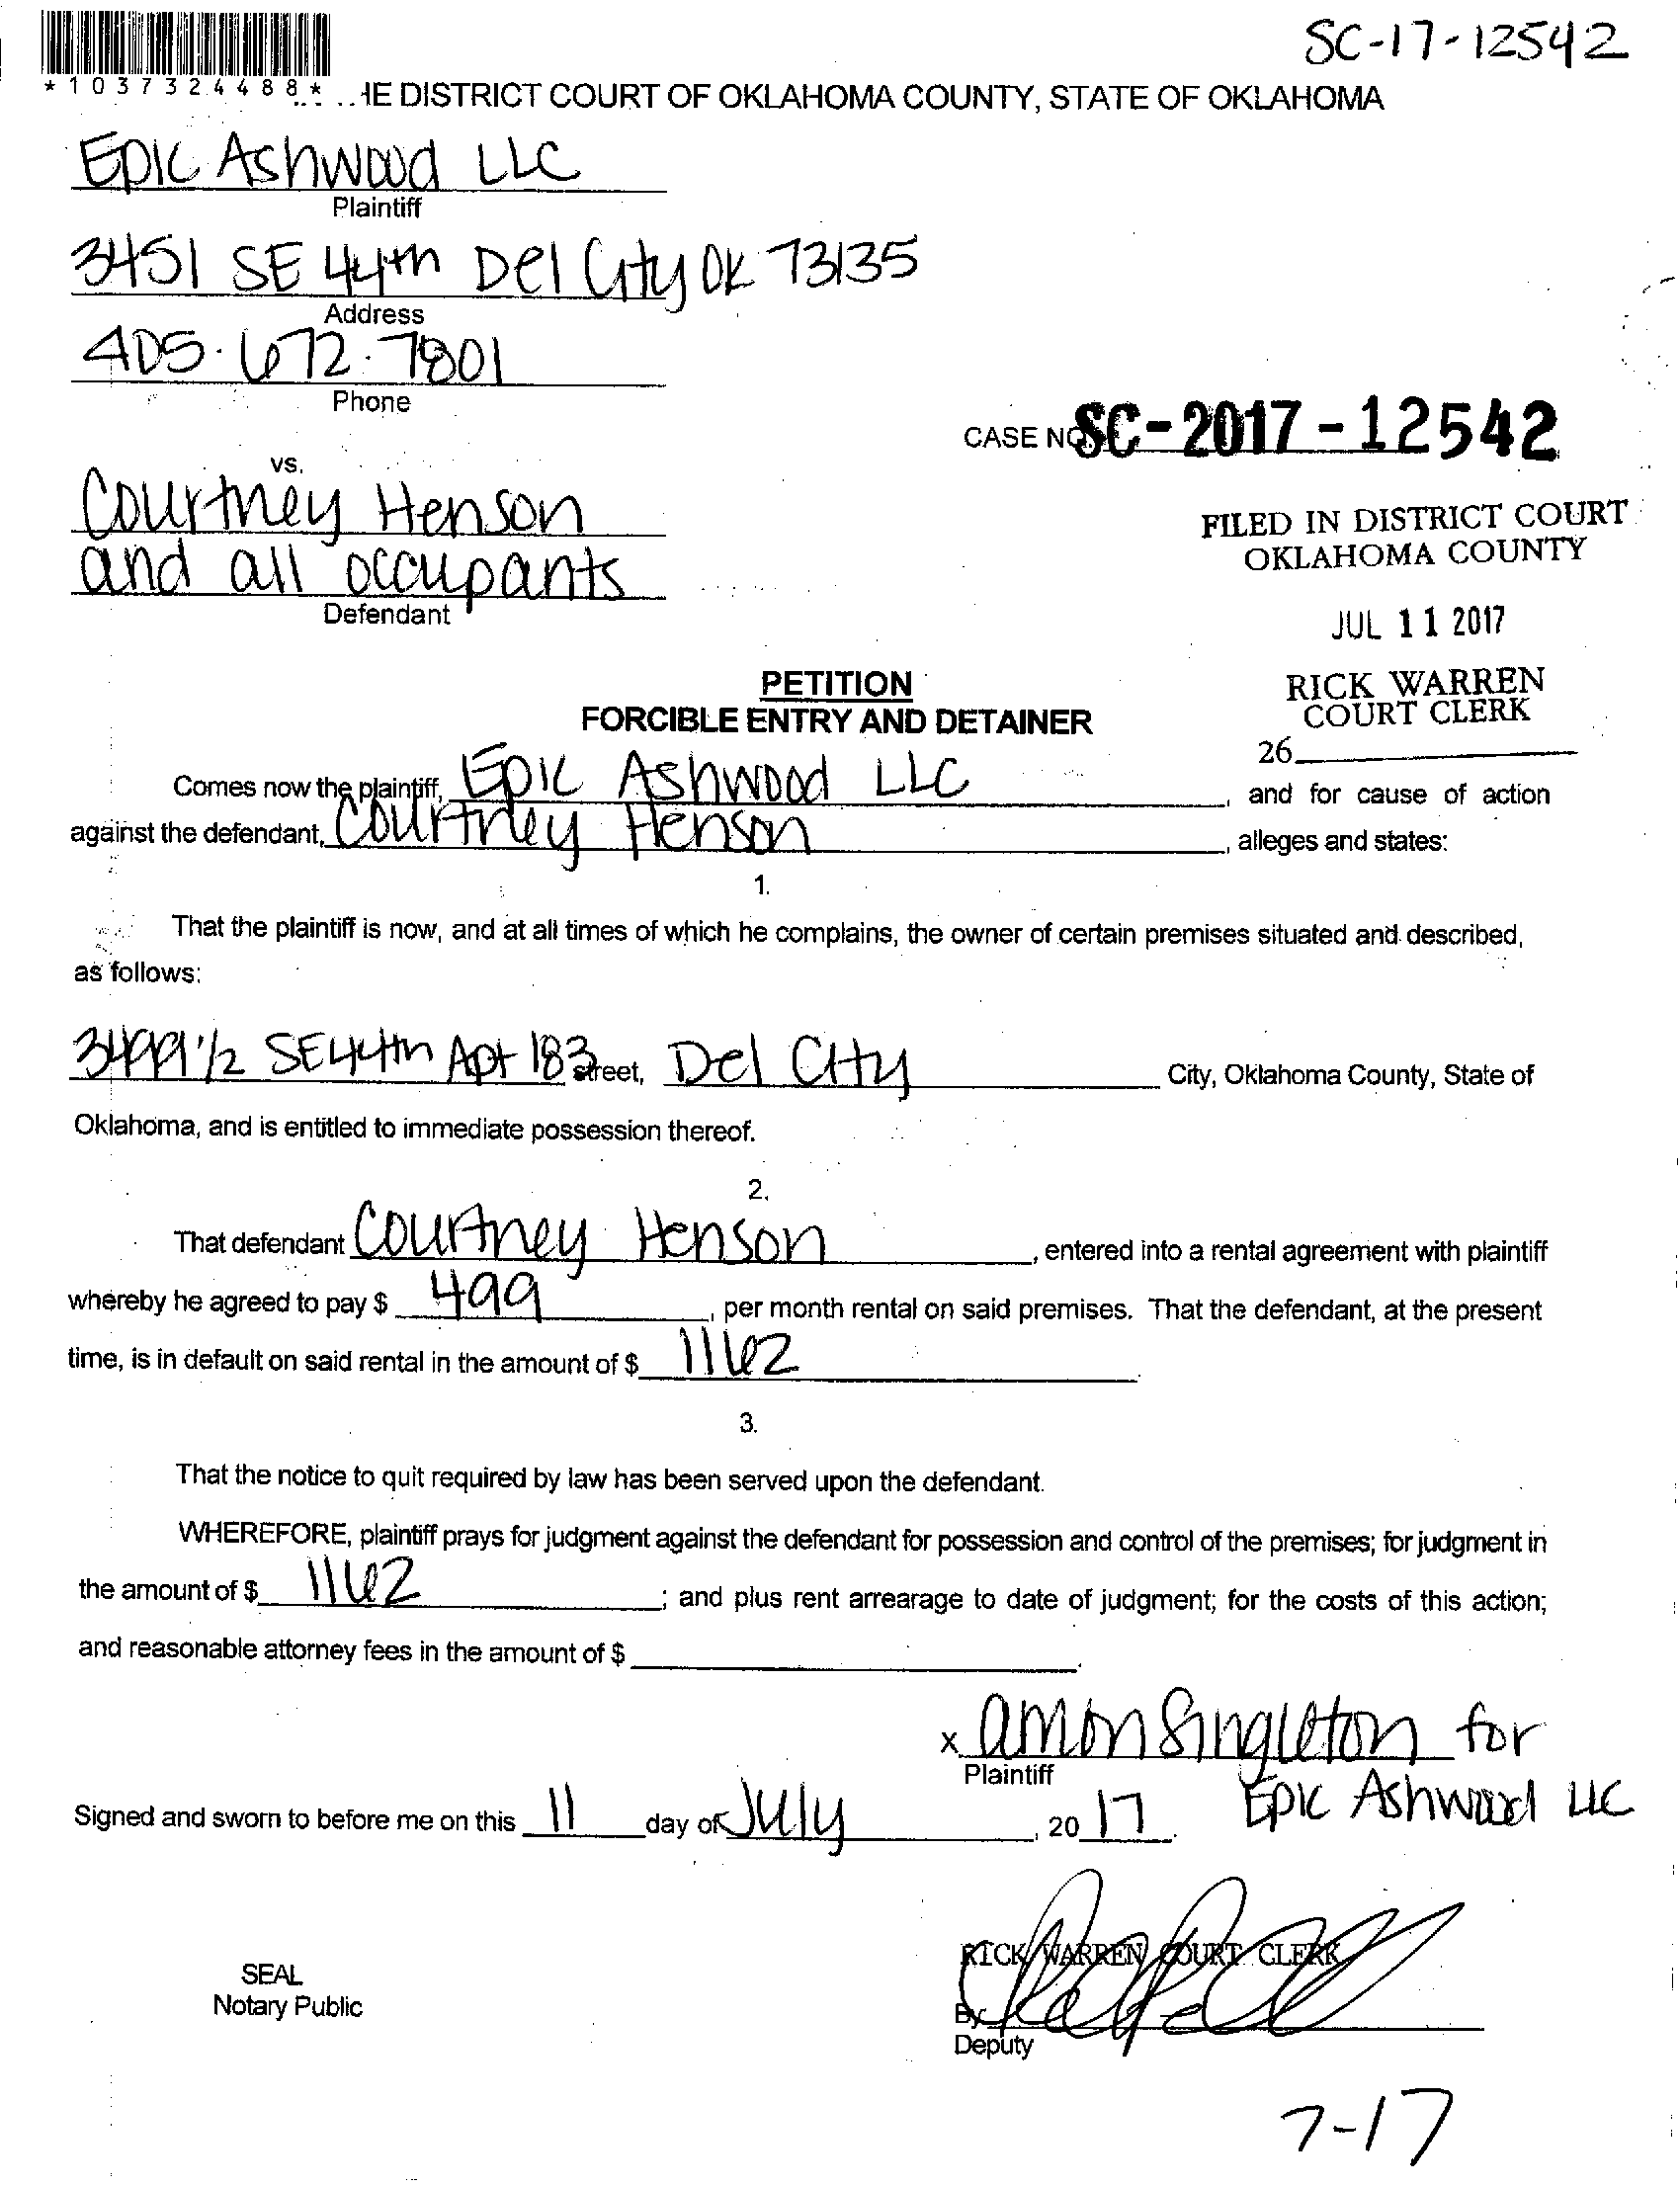 SC-17-12542
*1037324488*
HE DISTRICT COURT OF OKLAHOMA COUNTY, STATE OF OKLAHOMA
Epic Ashwood LLC
Plaintiff
3451 SE 44th Del City OK 73135
Address
405.672.7801
Phone
CASE NO. SC-2017-12542
vs.
Courtney Henson
and all occupants
Defendant
FILED IN DISTRICT COURT
OKLAHOMA COUNTY
JUL 11 2017
RICK WARREN
COURT CLERK
26
PETITION
FORCIBLE ENTRY AND DETAINER
Comes now the plaintiff, Epic Ashwood LLC, and for cause of action
against the defendant, Courtney Henson, alleges and states:
1.
That the plaintiff is now, and at all times of which he complains, the owner of certain premises situated and described,
as follows:
3499 1/2 SE 44th Apt 183 street, Del City City, Oklahoma County, State of
Oklahoma, and is entitled to immediate possession thereof.
2.
That defendant Courtney Henson, entered into a rental agreement with plaintiff
whereby he agreed to pay $ 499, per month rental on said premises. That the defendant, at the present
time, is in default on said rental in the amount of $ 1162.
3.
That the notice to quit required by law has been served upon the defendant.
WHEREFORE, plaintiff prays for judgment against the defendant for possession and control of the premises; for judgment in
the amount of $ 1162; and plus rent arrearage to date of judgment; for the costs of this action;
and reasonable attorney fees in the amount of $
x Amon Singleton for
Plaintiff
Epic Ashwood LLC
Signed and sworn to before me on this 11 day of July, 20 17.
RICK WARREN COURT CLERK
SEAL
Notary Public
By
Deputy
7-17